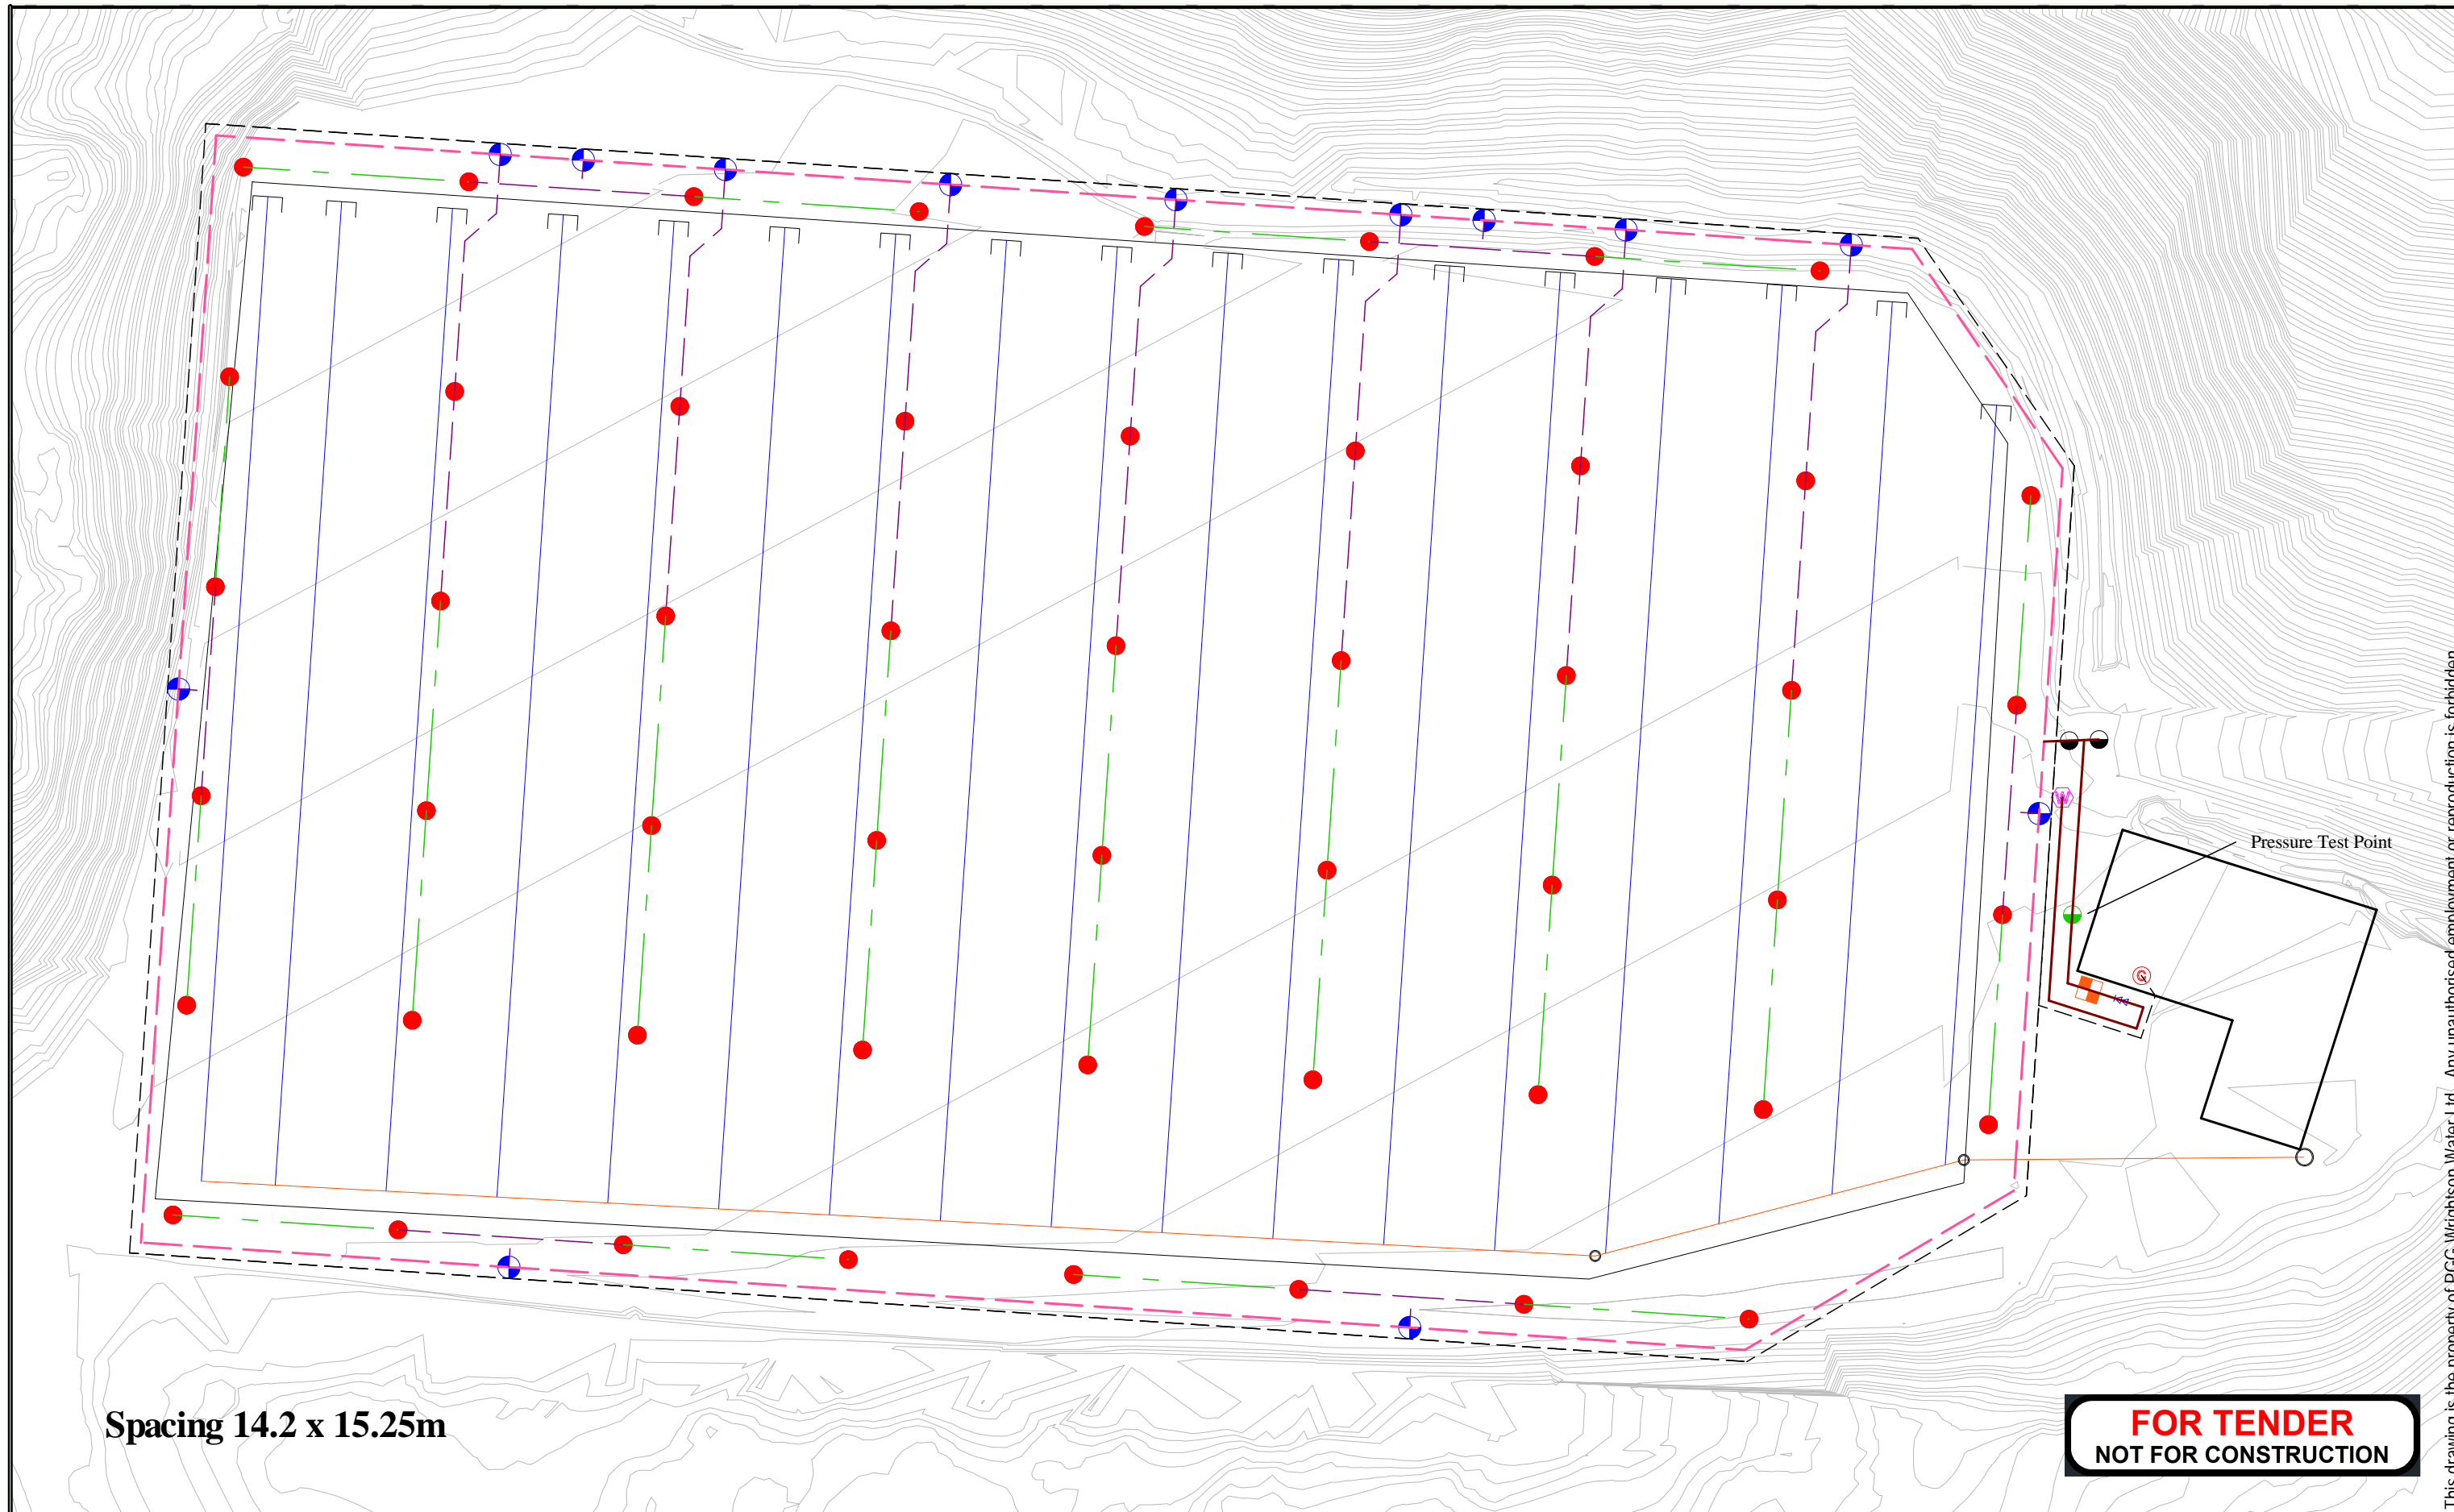 Pressure Test Point
W
G
Spacing 14.2 x 15.25m
FOR TENDER
NOT FOR CONSTRUCTION
This drawing is the property of PGG Wrightson Water Ltd. Any unauthorised employment or reproduction is forbidden